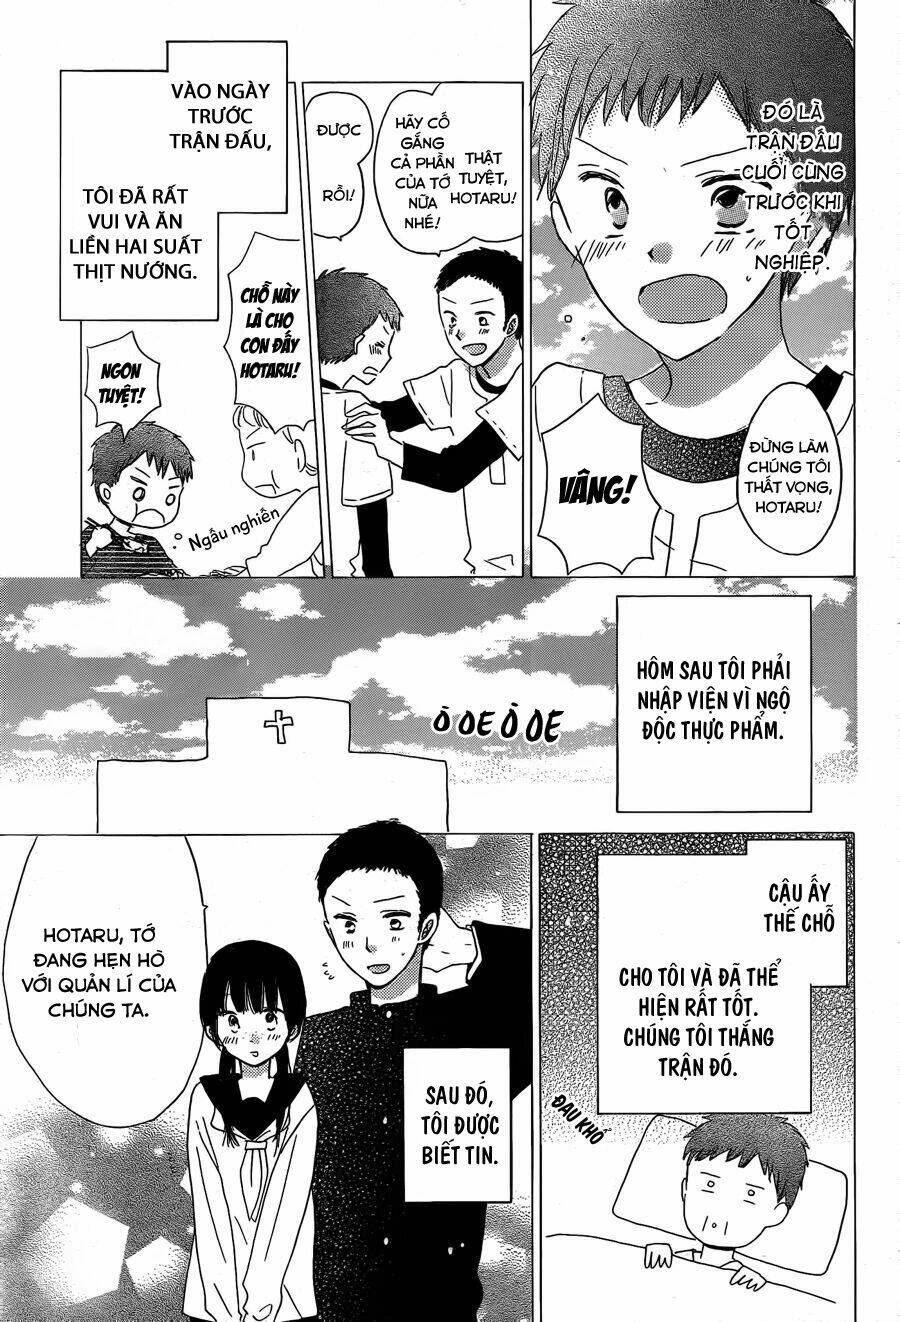 ĐÓ LÀ
TRẬN ĐẤU
CUỐI CÙNG
TRƯỚC KHI
TỐT
NGHIỆP.
ĐỪNG LÀM
CHÚNG TÔI
THẤT VỌNG,
HOTARU!
VÂNG!
THẬT
TUYỆT,
HOTARU!
HÃY CỐ
GẮNG
CẢ PHẦN
CỦA TỚ
NỮA
NHÉ!
ĐƯỢC
RỒI!
VÀO NGÀY
TRƯỚC
TRẬN ĐẤU,
TÔI ĐÃ RẤT
VUI VÀ ĂN
LIỀN HAI SUẤT
THỊT NƯỚNG.
CHỖ NÀY
LÀ CHO
CON ĐẤY
HOTARU!
NGON
TUYỆT!
Ngấu nghiến
HÔM SAU TÔI PHẢI
NHẬP VIỆN VÌ NGỘ
ĐỘC THỰC PHẨM.
Ò OE Ò OE
CẬU ẤY
THẾ CHỖ
CHO TÔI VÀ ĐÃ THỂ
HIỆN RẤT TỐT.
CHÚNG TÔI THẮNG
TRẬN ĐÓ.
ĐAU KHỔ
SAU ĐÓ,
TÔI ĐƯỢC
BIẾT TIN.
HOTARU, TỚ
ĐANG HẸN HÒ
VỚI QUẢN LÍ CỦA
CHÚNG TA.